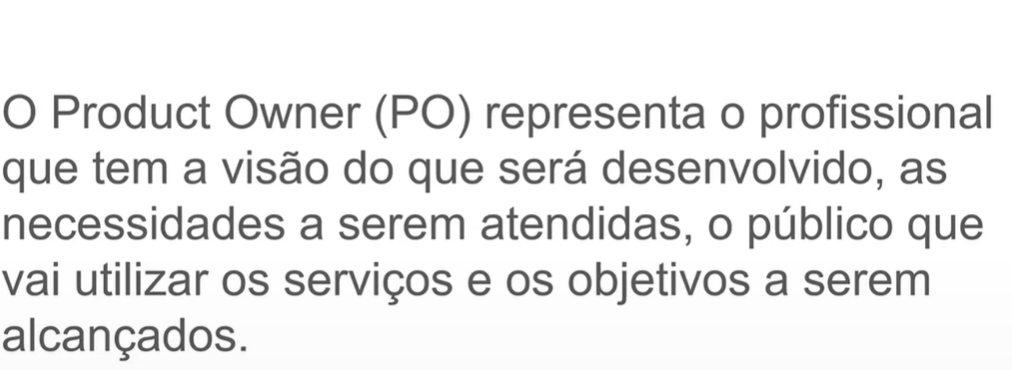 O Product Owner (PO) representa o profissional
que tem a visão do que será desenvolvido, as
necessidades a serem atendidas, o público que
vai utilizar os serviços e os objetivos a serem
alcançados.